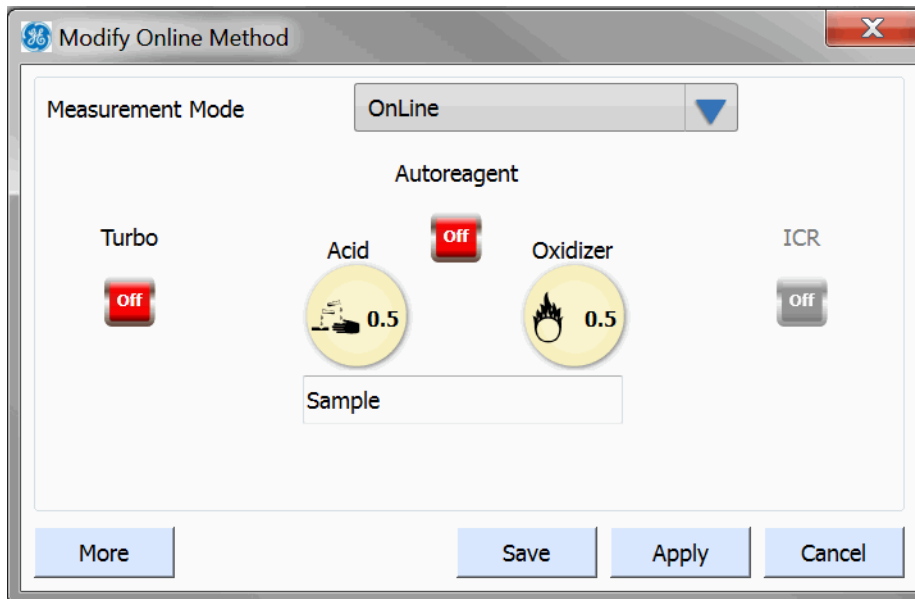 Modify Online Method
Measurement Mode OnLine
Autoreagent
Turbo Acid Off Oxidizer ICR
Off 0.5 0.5 Off
Sample
More Save Apply Cancel